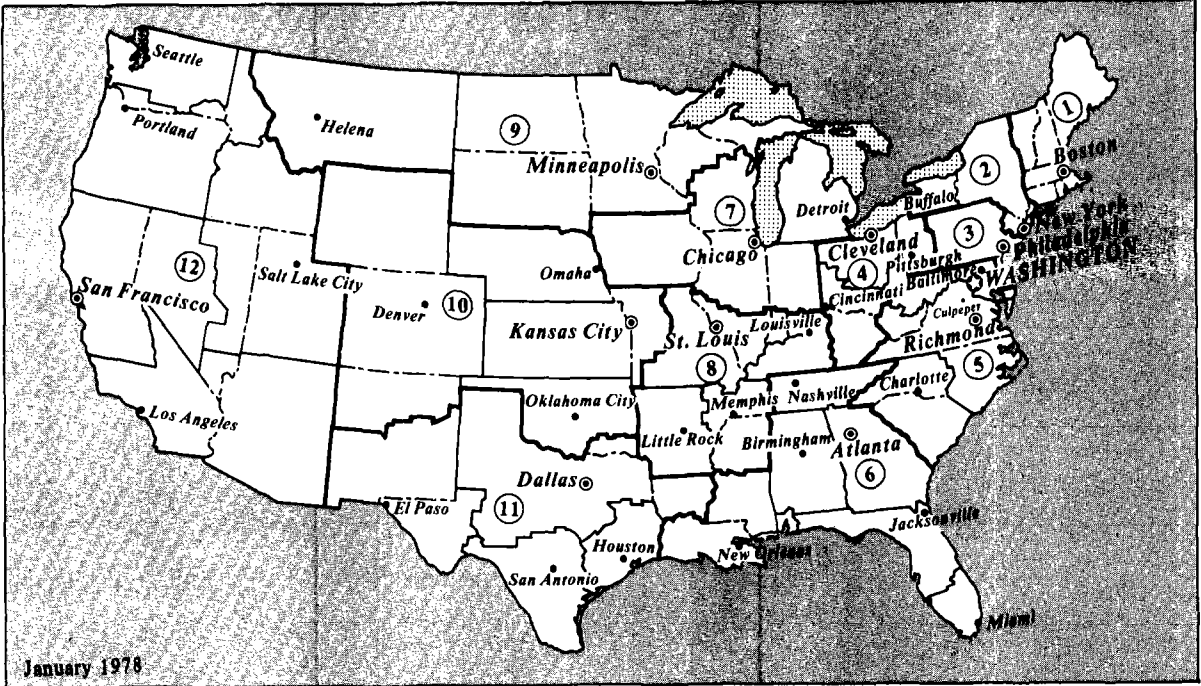 Seattle
Portland
Helena
9
Minneapolis
1
Boston
2
Buffalo
7
Detroit
Chicago
Cleveland
4
3
Pittsburgh
New York
Philadelphia
Baltimore
WASHINGTON
Cincinnati
12
San Francisco
Salt Lake City
Omaha
Denver
10
Kansas City
St. Louis
8
Louisville
Culpeper
Richmond
5
Charlotte
Los Angeles
Oklahoma City
Memphis
Nashville
Little Rock
Birmingham
Atlanta
6
Dallas
11
El Paso
Houston
San Antonio
New Orleans
Jacksonville
Miami
January 1978